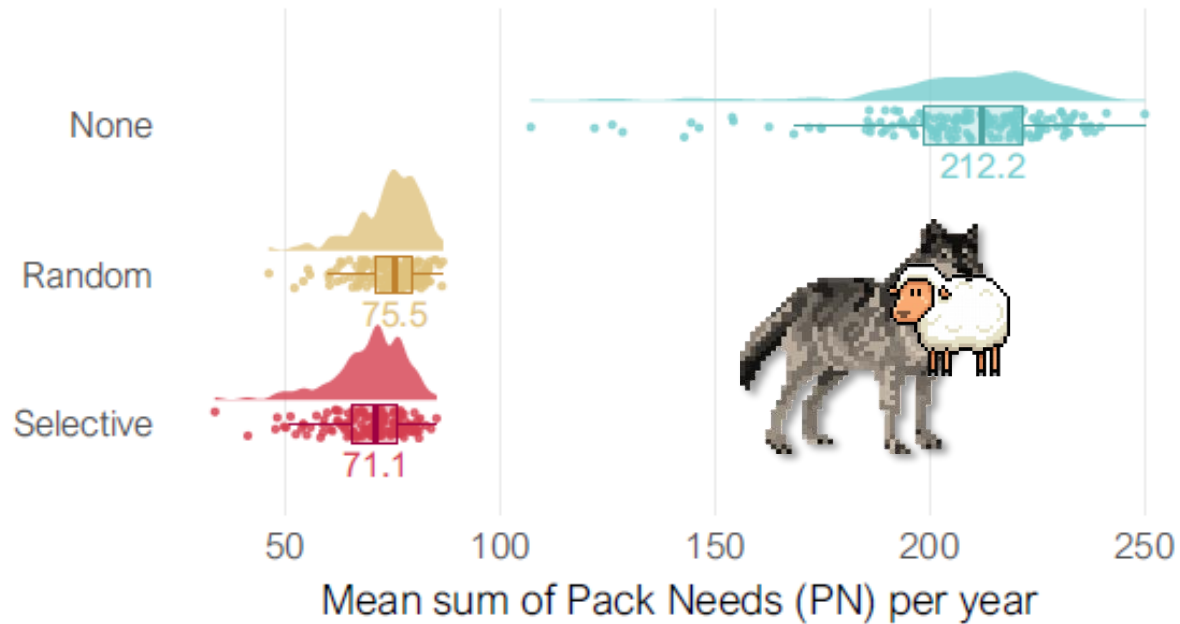 None
212.2
Random
75.5
Selective
71.1
50 100 150 200 250
Mean sum of Pack Needs (PN) per year